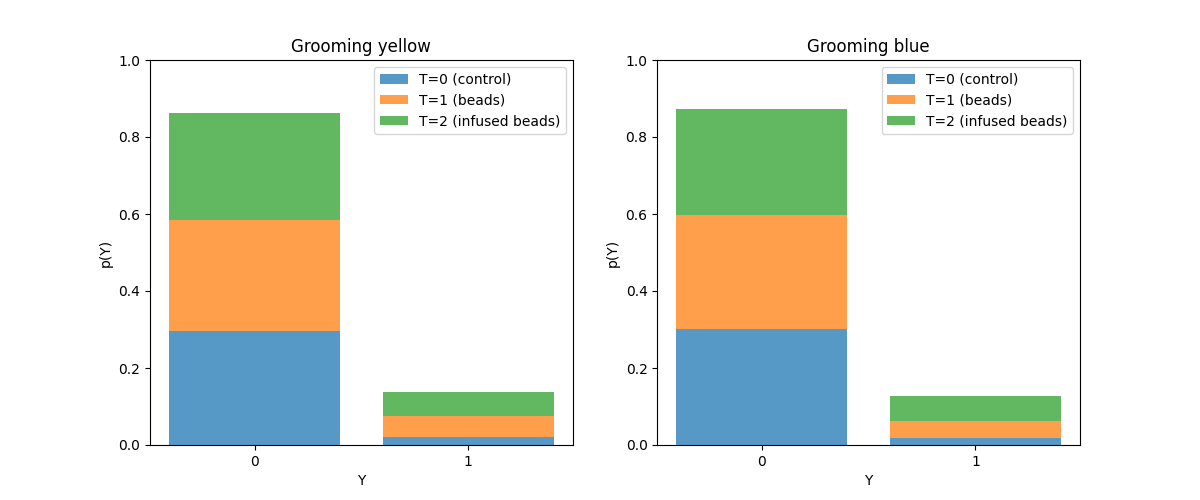 Grooming yellow
1.0
0.8
0.6
0.4
0.2
0.0
p(Y)
0
1
Y
T=0 (control)
T=1 (beads)
T=2 (infused beads)
Grooming blue
1.0
0.8
0.6
0.4
0.2
0.0
p(Y)
0
1
Y
T=0 (control)
T=1 (beads)
T=2 (infused beads)